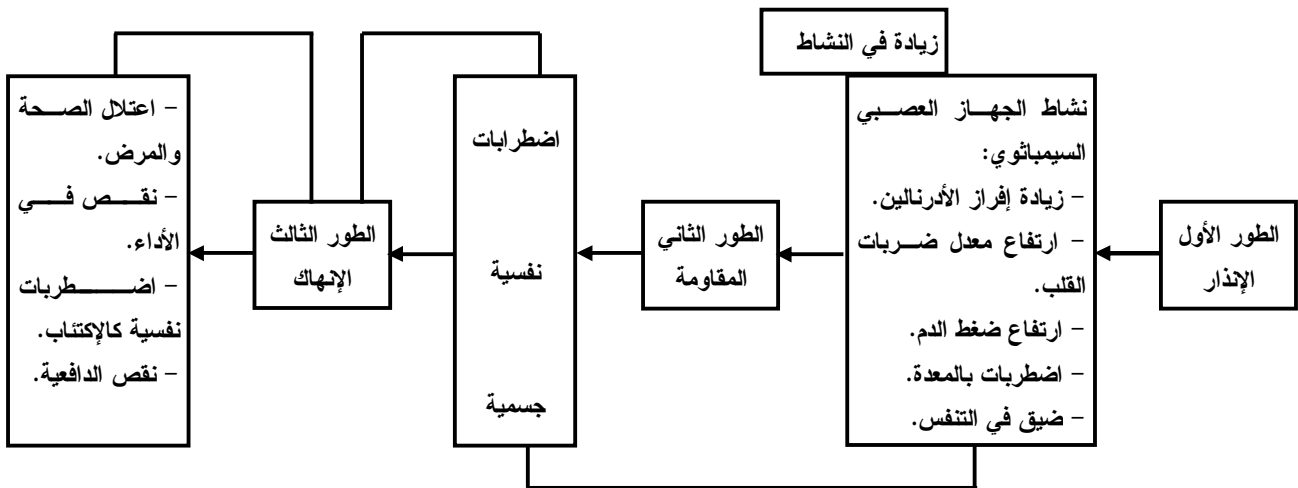 زيادة في النشاط
الطور الأول
الإنذار
نشاط الجهاز العصبي
السيمباثوي:
- زيادة إفراز الأدرنالين.
- ارتفاع معدل ضربات
القلب.
- ارتفاع ضغط الدم.
- اضطربات بالمعدة.
- ضيق في التنفس.
الطور الثاني
المقاومة
اضطرابات
نفسية
جسمية
الطور الثالث
الإنهاك
- اعتلال الصحة
والمرض.
- نقص في
الأداء.
- اضطربات
نفسية كالإكتئاب.
- نقص الدافعية.